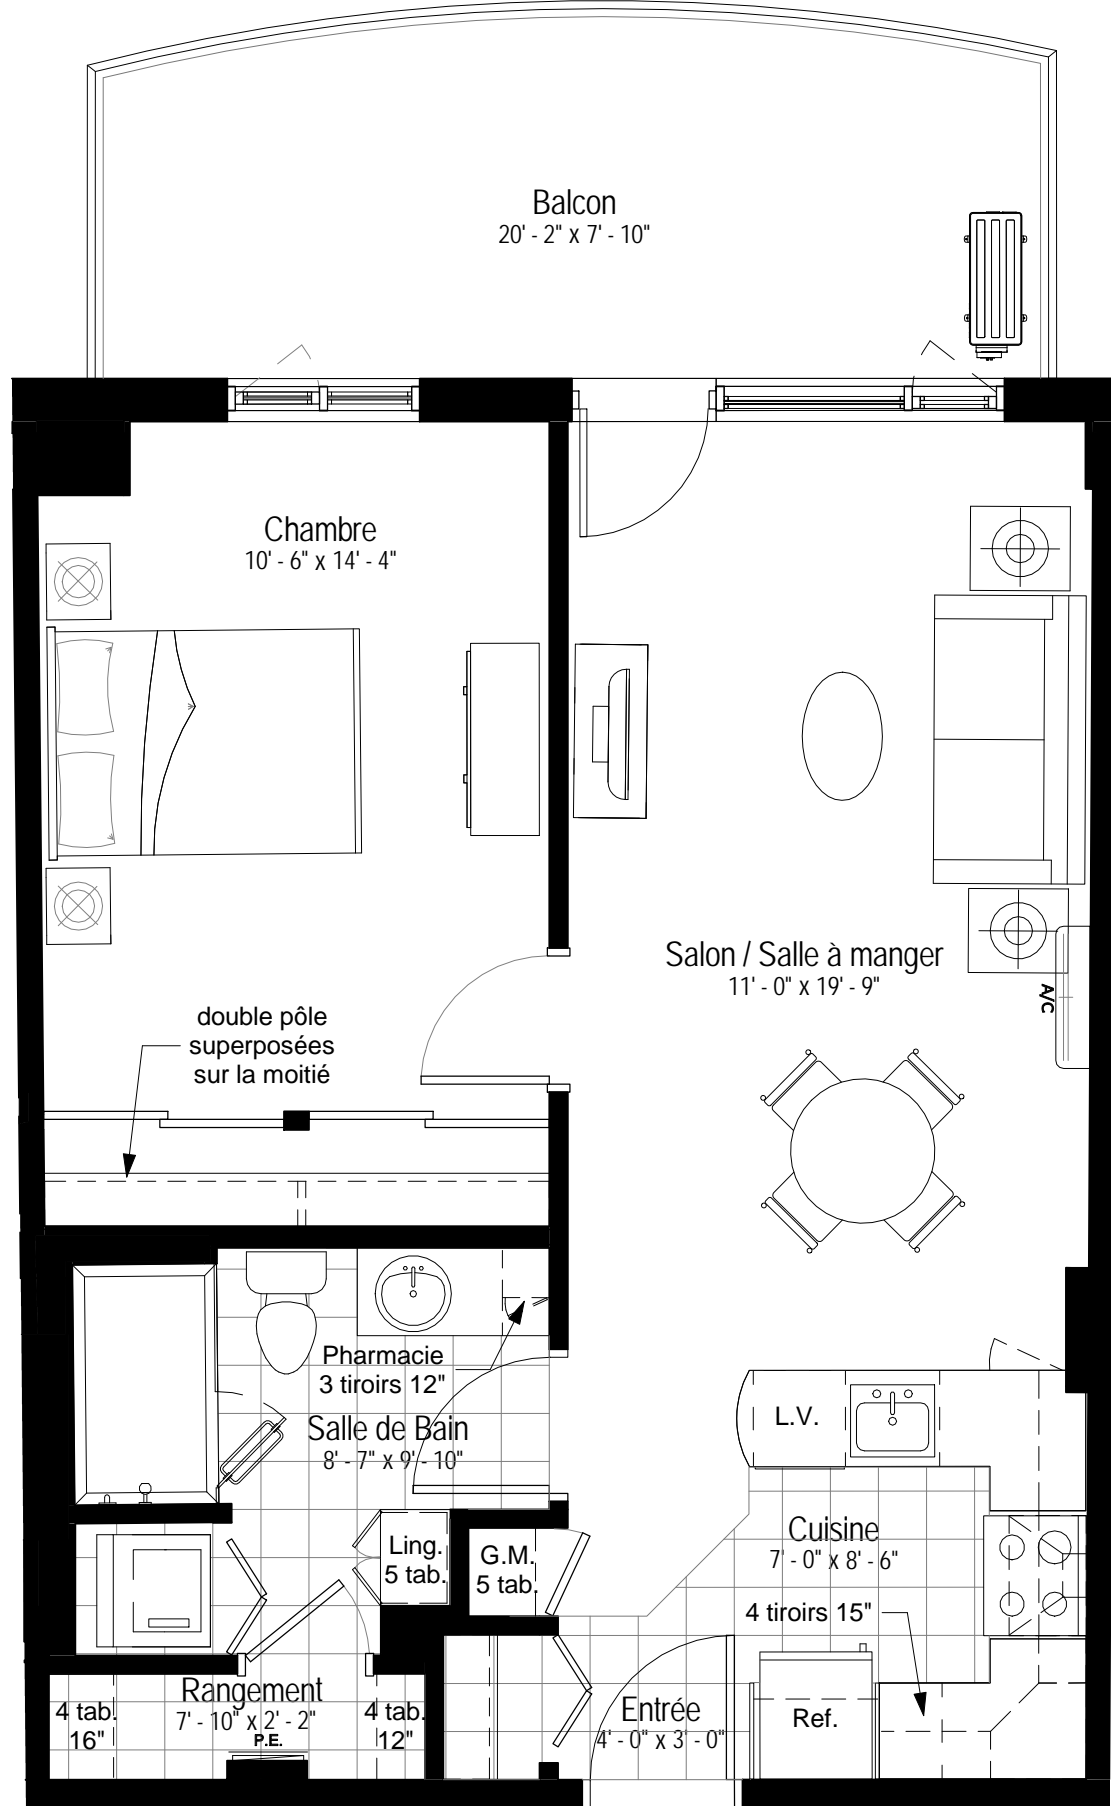 Balcon
20' - 2" x 7' - 10"
Chambre
10' - 6" x 14' - 4"
Salon / Salle à manger
11' - 0" x 19' - 9"
A/C
double pôle
superposées
sur la moitié
Pharmacie
3 tiroirs 12"
Salle de Bain
8' - 7" x 9' - 10"
L.V.
Ling.
5 tab.
G.M.
5 tab.
Cuisine
7' - 0" x 8' - 6"
4 tiroirs 15"
Rangement
7' - 10" x 2' - 2"
P.E.
4 tab.
16"
4 tab.
12"
Entrée
4' - 0" x 3' - 0"
Ref.